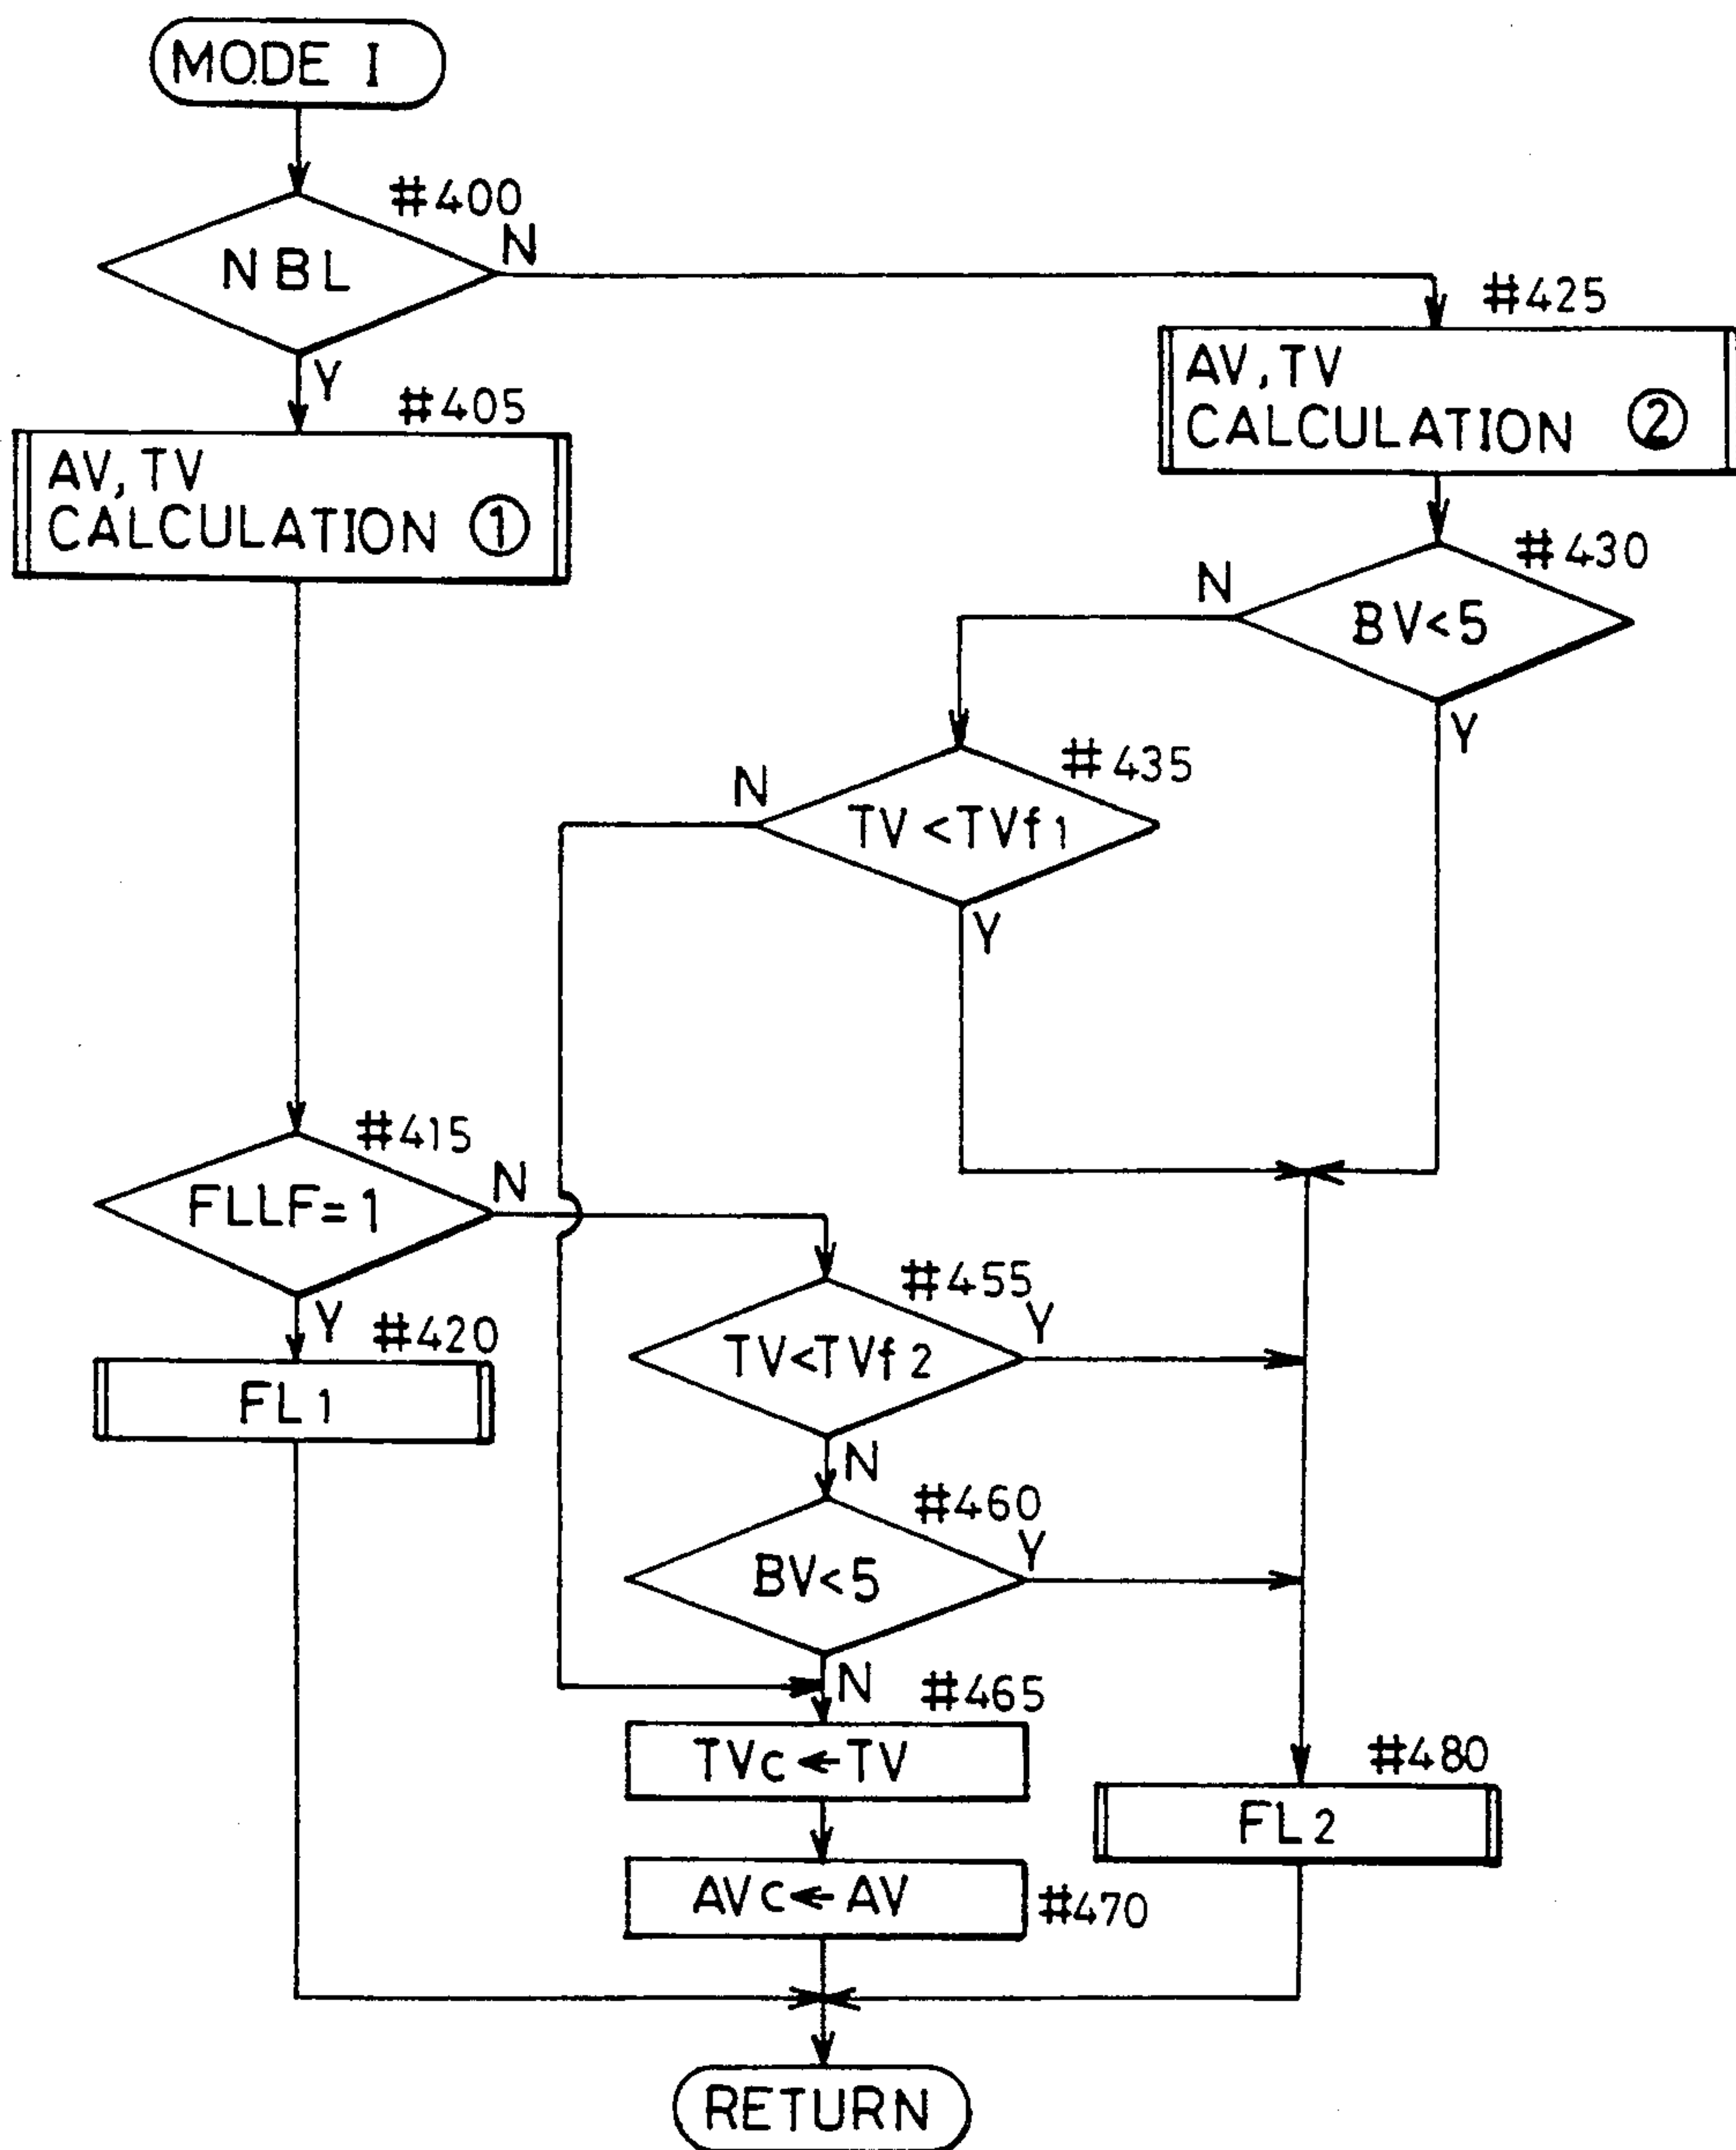 MODE I
#400
NBL
N
Y
#425
AV, TV
CALCULATION ②
#405
AV, TV
CALCULATION ①
#430
N
BV<5
Y
#435
N
TV<TVf1
Y
#415
N
FLLF=1
Y
#420
FL1
#455
Y
TV<TVf2
N
#460
Y
BV<5
N
#465
TVc←TV
#480
FL2
AVc←AV
#470
RETURN